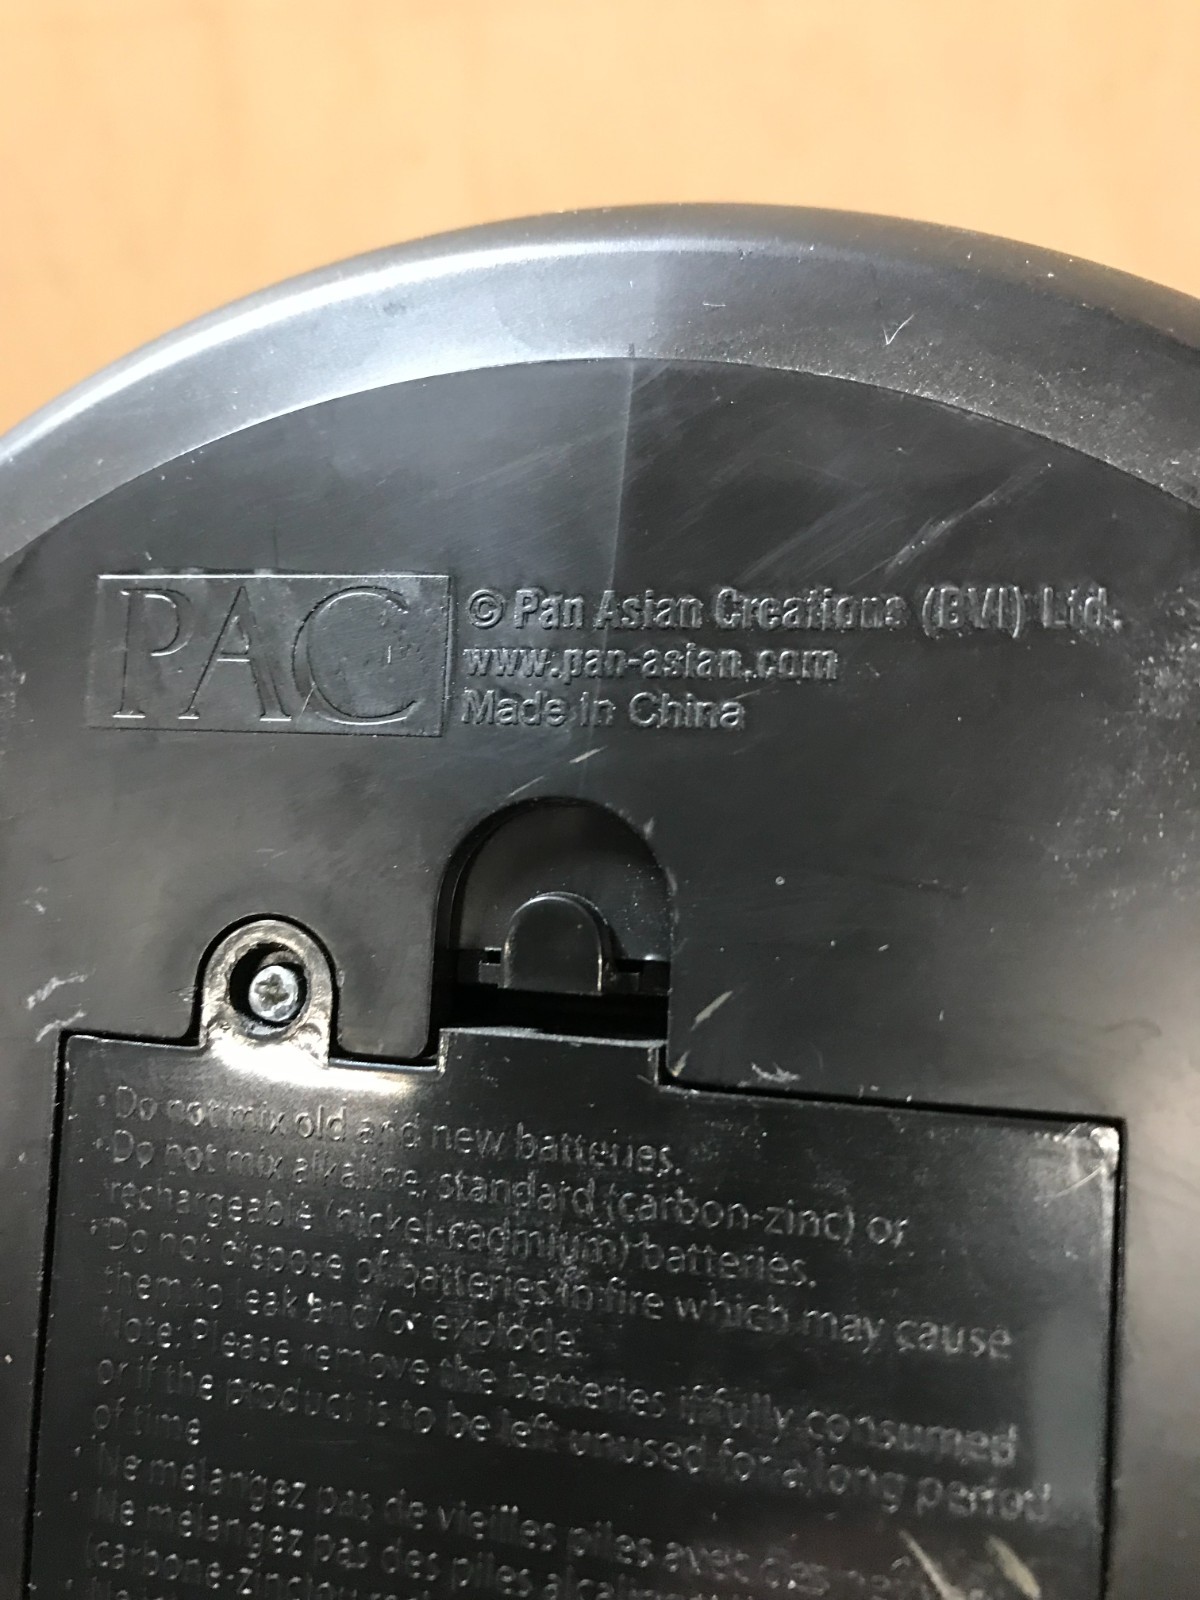 PAC
© Pan Asian Creations (BVI) Ltd.
www.pan-asian.com
Made in China
• Do not mix old and new batteries.
• Do not mix alkaline, standard (carbon-zinc) or
rechargeable (nickel-cadmium) batteries.
• Do not dispose of batteries in fire which may cause
them to leak and/or explode.
Note: Please remove the batteries if fully consumed
or if the product is to be left unused for a long period
of time
• Ne mélangez pas de vieilles piles avec des
• Ne mélangez pas des piles
(carbone-zinc)